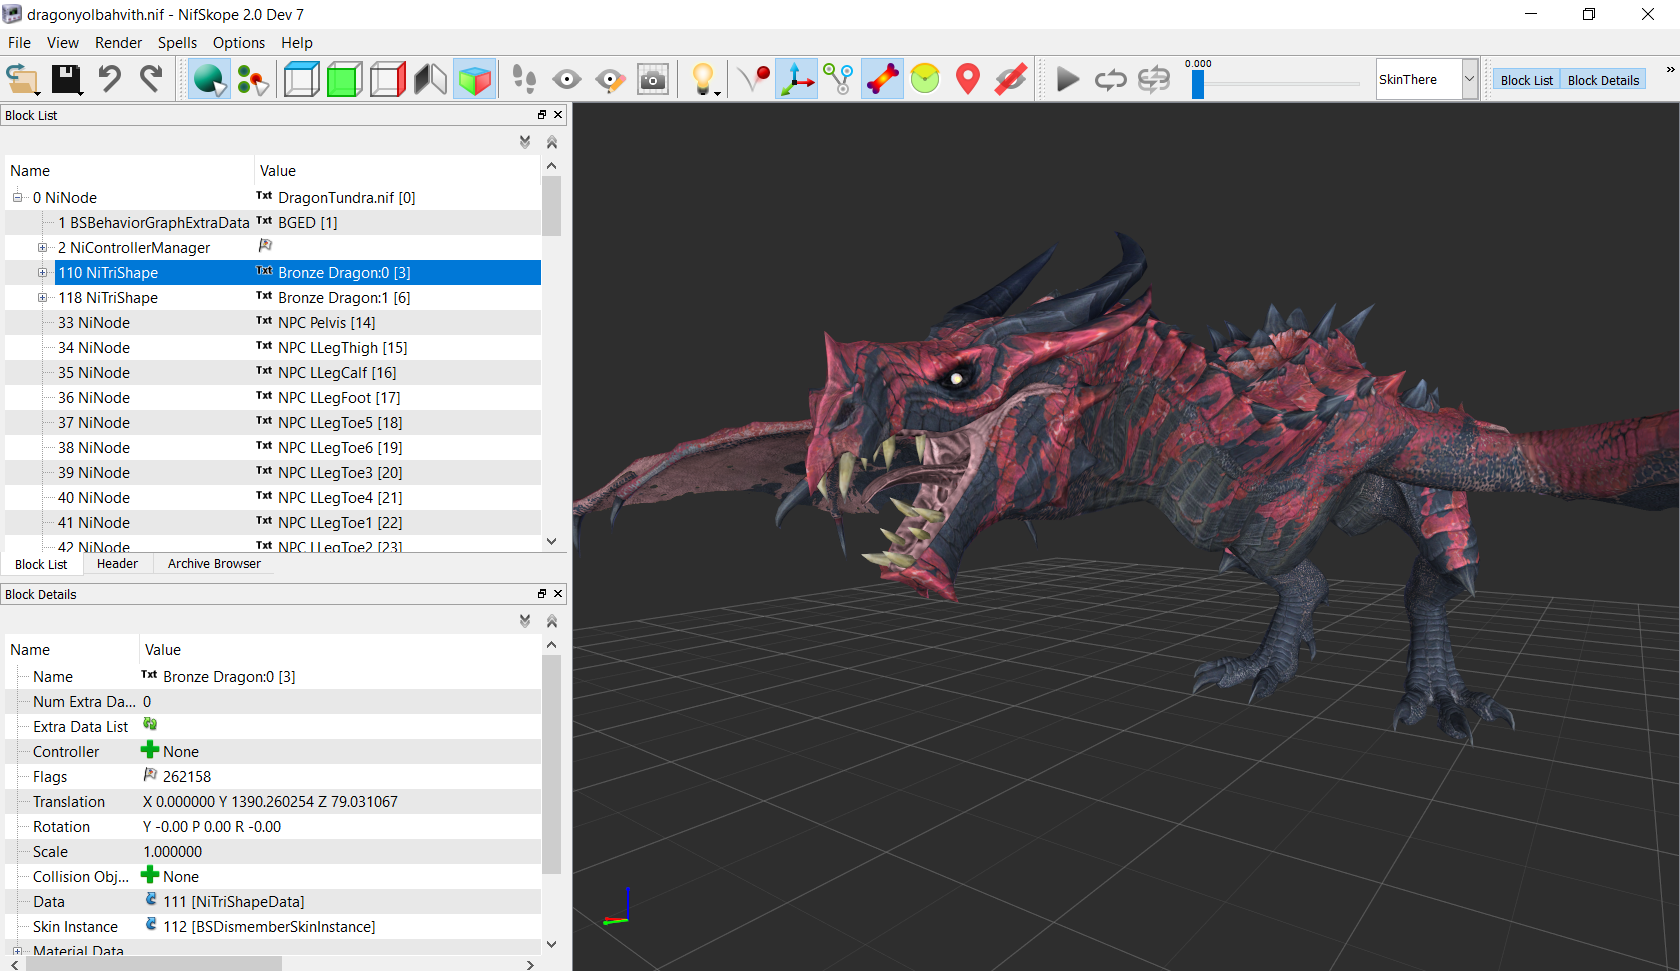 dragonyolbahvith.nif - NifSkope 2.0 Dev 7
File View Render Spells Options Help
0.000
SkinThere
Block List Block Details
Block List
Name Value
0 NiNode Txt DragonTundra.nif [0]
1 BSBehaviorGraphExtraData Txt BGED [1]
2 NiControllerManager
110 NiTriShape Txt Bronze Dragon:0 [3]
118 NiTriShape Txt Bronze Dragon:1 [6]
33 NiNode Txt NPC Pelvis [14]
34 NiNode Txt NPC LLegThigh [15]
35 NiNode Txt NPC LLegCalf [16]
36 NiNode Txt NPC LLegFoot [17]
37 NiNode Txt NPC LLegToe5 [18]
38 NiNode Txt NPC LLegToe6 [19]
39 NiNode Txt NPC LLegToe3 [20]
40 NiNode Txt NPC LLegToe4 [21]
41 NiNode Txt NPC LLegToe1 [22]
42 NiNode Txt NPC LLegToe2 [23]
Block List Header Archive Browser
Block Details
Name Value
Name Txt Bronze Dragon:0 [3]
Num Extra Da... 0
Extra Data List
Controller None
Flags 262158
Translation X 0.000000 Y 1390.260254 Z 79.031067
Rotation Y -0.00 P 0.00 R -0.00
Scale 1.000000
Collision Obj... None
Data 111 [NiTriShapeData]
Skin Instance 112 [BSDismemberSkinInstance]
Material Data